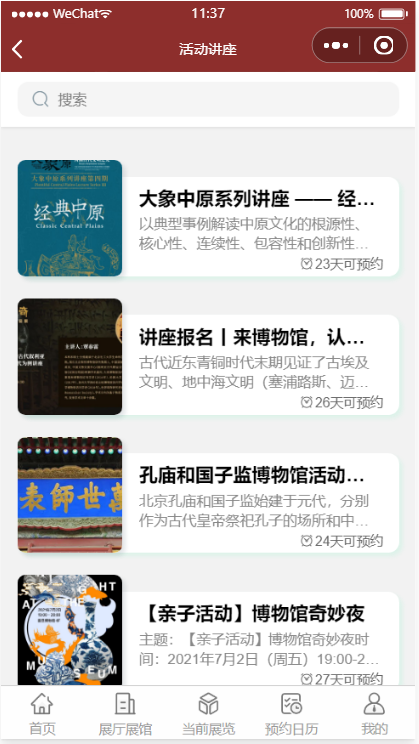 WeChat
11:37
100%
活动讲座
搜索
大象中原系列讲座第四期
经典中原
Classic Central Plains
大象中原系列讲座 —— 经...
以典型事例解读中原文化的根源性、
核心性、连续性、包容性和创新性...
23天可预约
主讲人：
讲座报名丨来博物馆，认...
古代近东青铜时代末期见证了古埃及
文明、地中海文明（塞浦路斯、迈...
26天可预约
萬世師表
孔庙和国子监博物馆活动...
北京孔庙和国子监始建于元代，分别
作为古代皇帝祭祀孔子的场所和中...
24天可预约
【亲子活动】博物馆奇妙夜
主题：【亲子活动】博物馆奇妙夜时
间：2021年7月2日（周五）19:00-2...
27天可预约
首页
展厅展馆
当前展览
预约日历
我的